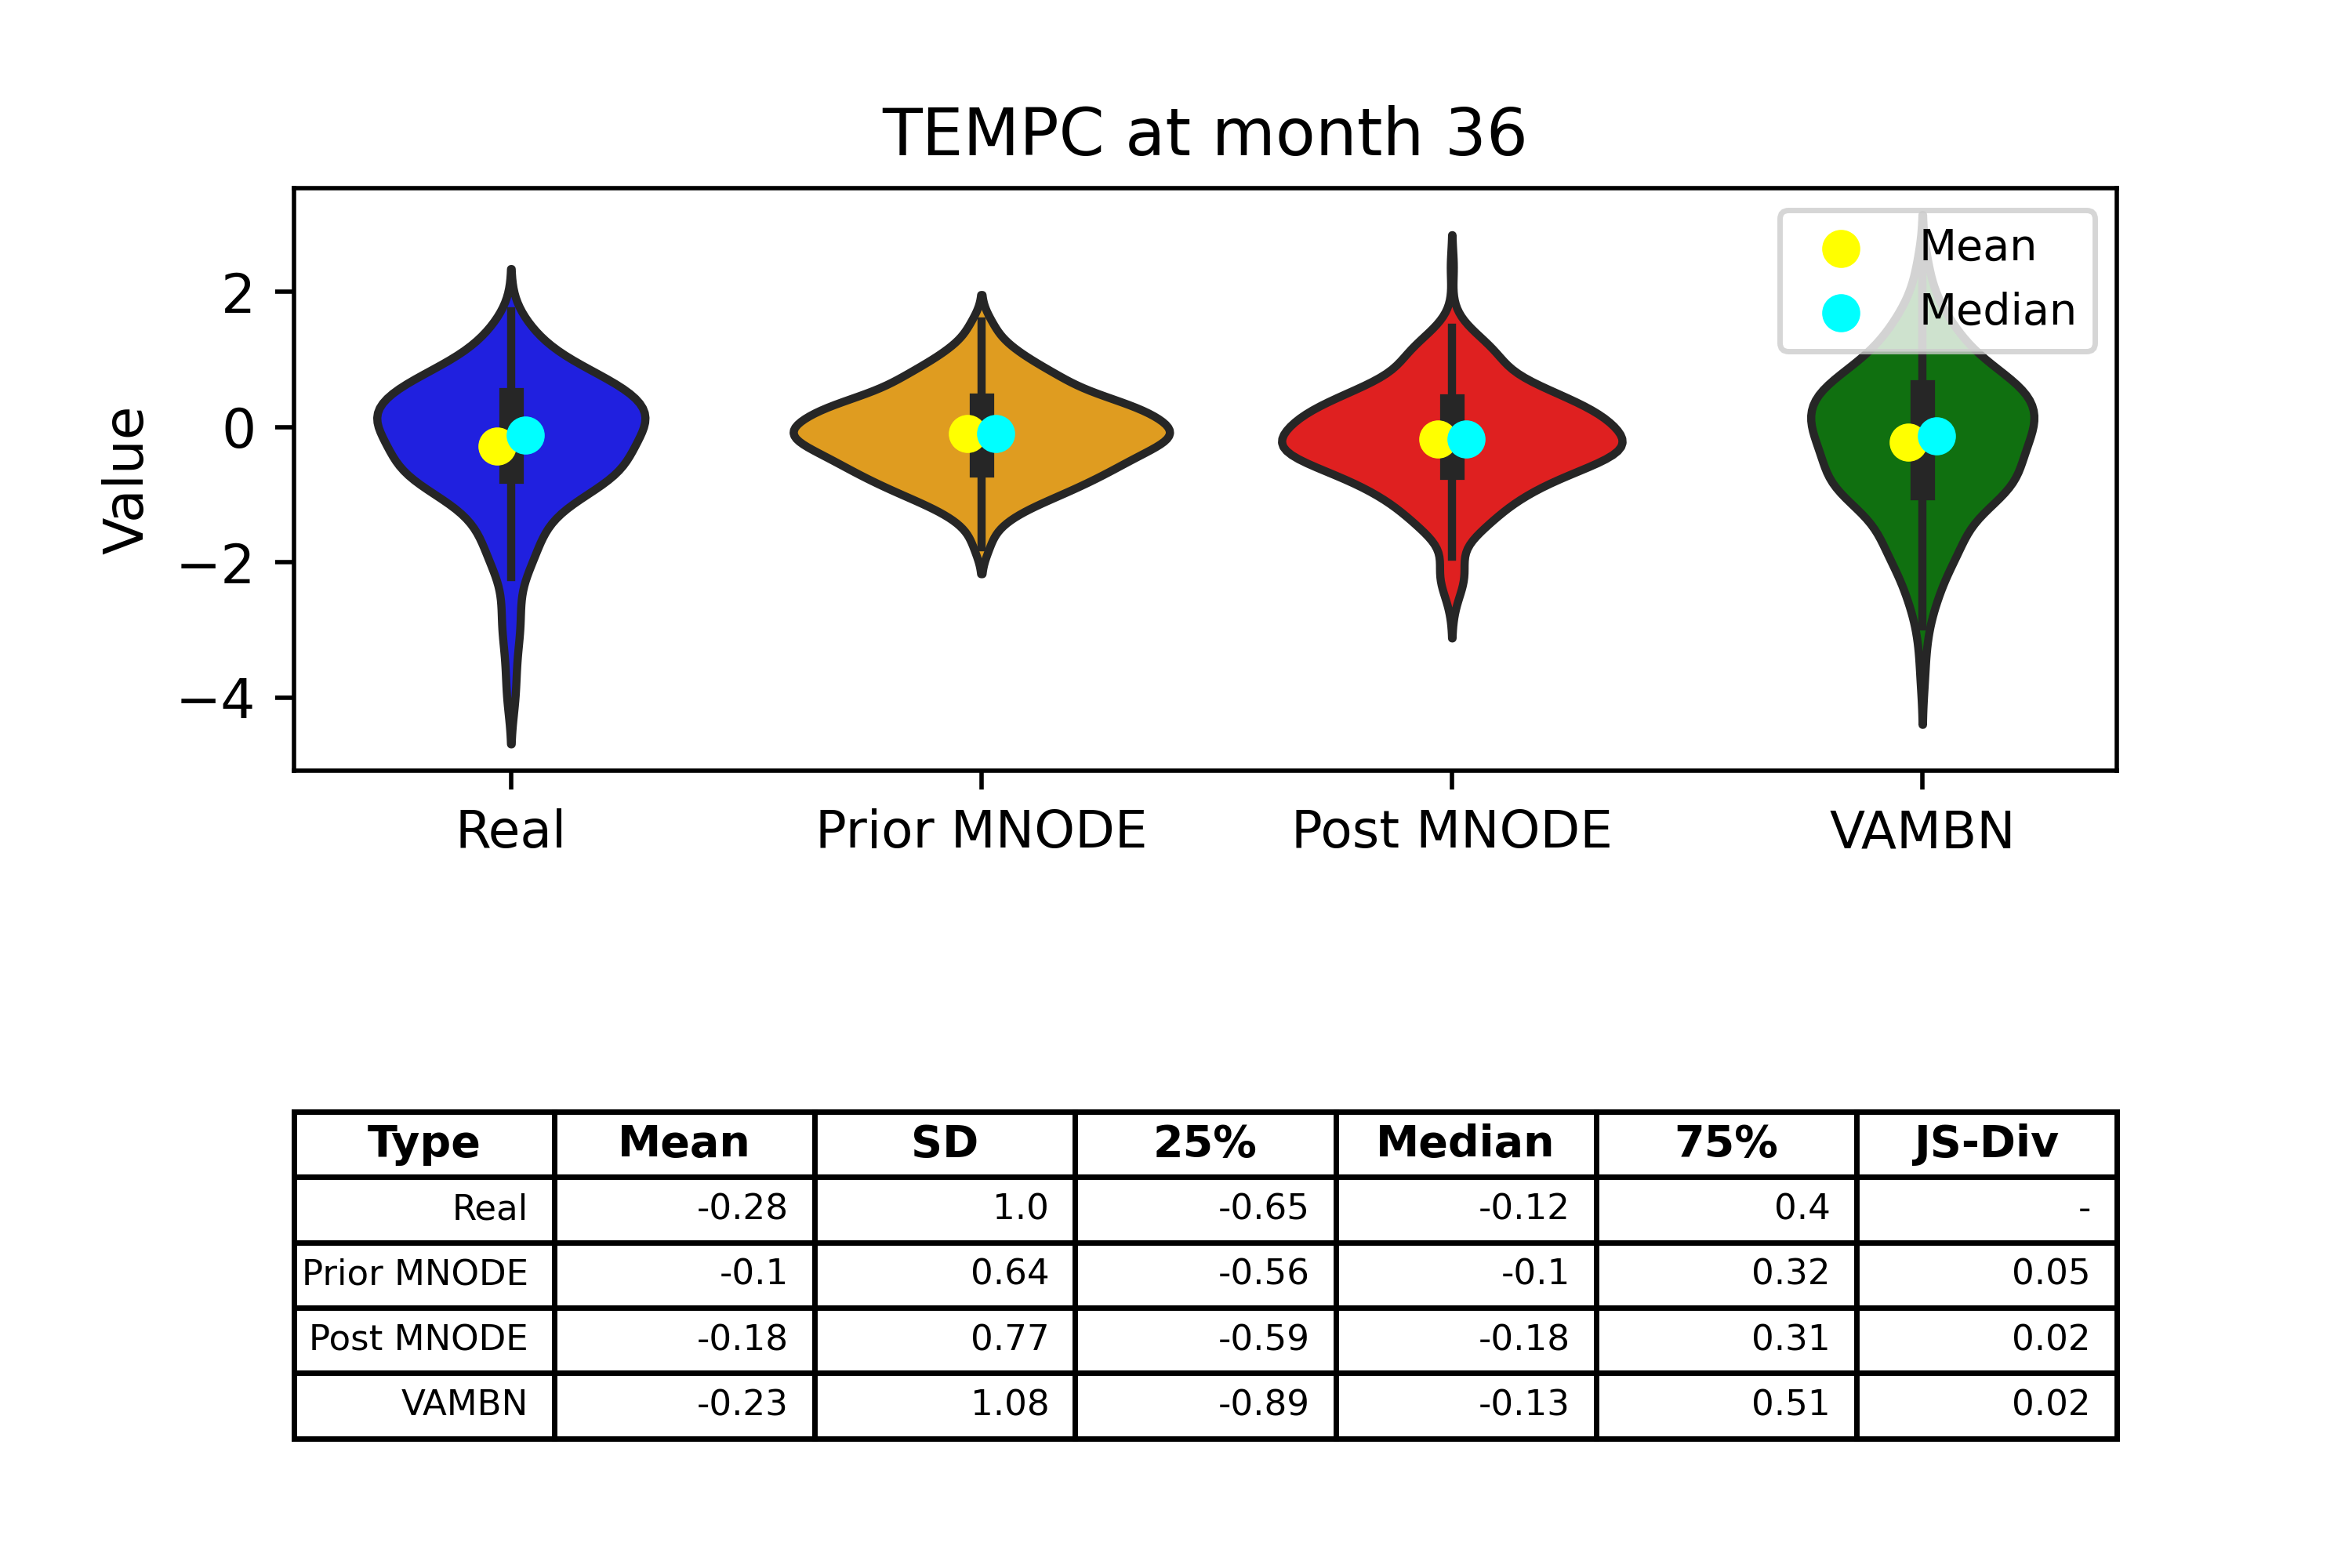 TEMPC at month 36
Value
2
0
−2
−4
Mean
Median
Real Prior MNODE Post MNODE VAMBN
Type Mean SD 25% Median 75% JS-Div
Real -0.28 1.0 -0.65 -0.12 0.4 -
Prior MNODE -0.1 0.64 -0.56 -0.1 0.32 0.05
Post MNODE -0.18 0.77 -0.59 -0.18 0.31 0.02
VAMBN -0.23 1.08 -0.89 -0.13 0.51 0.02